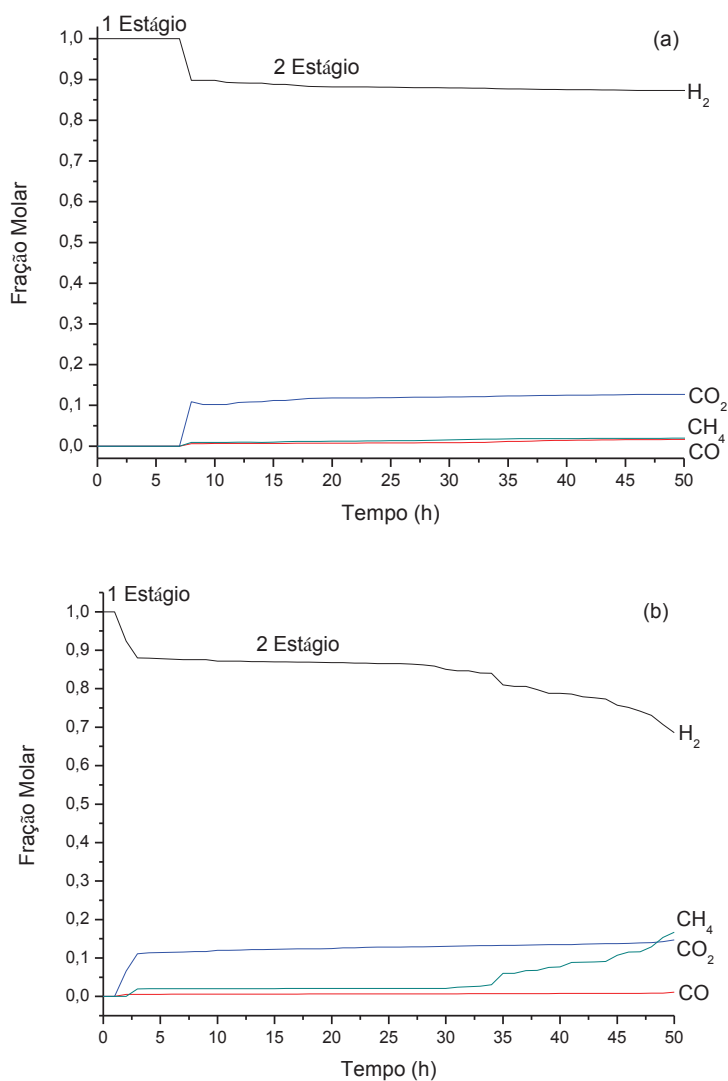 1 Estágio
(a)
1,0
2 Estágio
0,9
H2
0,8
0,7
0,6
0,5
0,4
0,3
0,2
0,1
0,0
CO2
CH4
CO
Fração Molar
0 5 10 15 20 25 30 35 40 45 50
Tempo (h)
1 Estágio
(b)
1,0
2 Estágio
0,9
0,8
0,7
H2
0,6
0,5
0,4
0,3
0,2
0,1
0,0
CH4
CO2
CO
Fração Molar
0 5 10 15 20 25 30 35 40 45 50
Tempo (h)